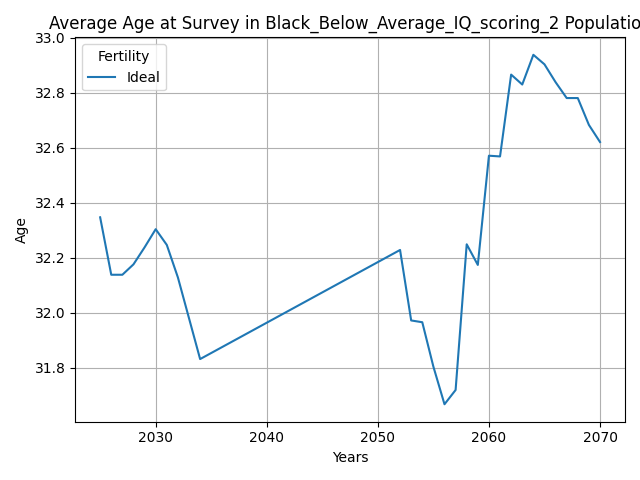 Average Age at Survey in Black_Below_Average_IQ_scoring_2 Populatio
33.0
32.8
32.6
32.4
32.2
32.0
31.8
Age
Fertility
Ideal
2030 2040 2050 2060 2070
Years